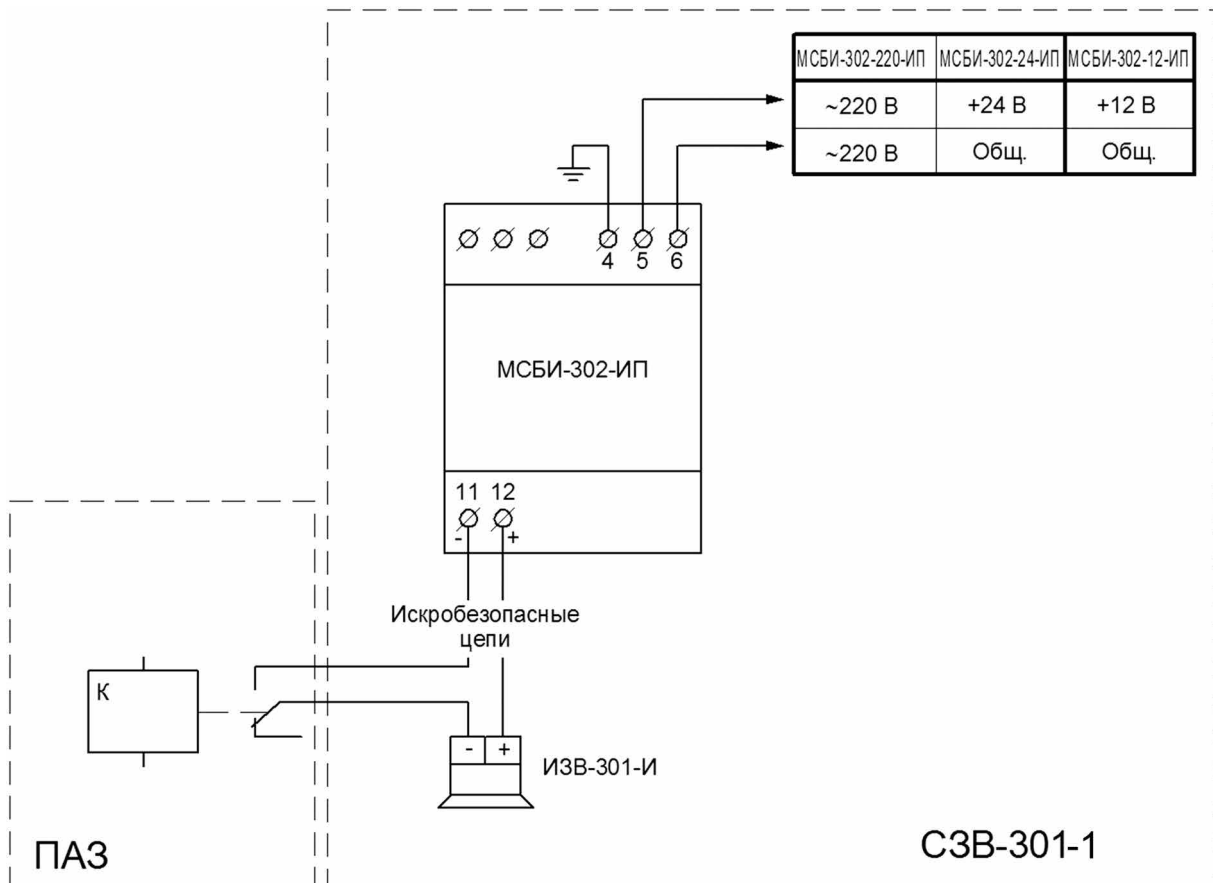 МСБИ-302-220-ИП МСБИ-302-24-ИП МСБИ-302-12-ИП
~220 В +24 В +12 В
~220 В Общ. Общ.
4 5 6
МСБИ-302-ИП
11 12
- +
Искробезопасные
цепи
К
- +
ИЗВ-301-И
ПАЗ
СЗВ-301-1